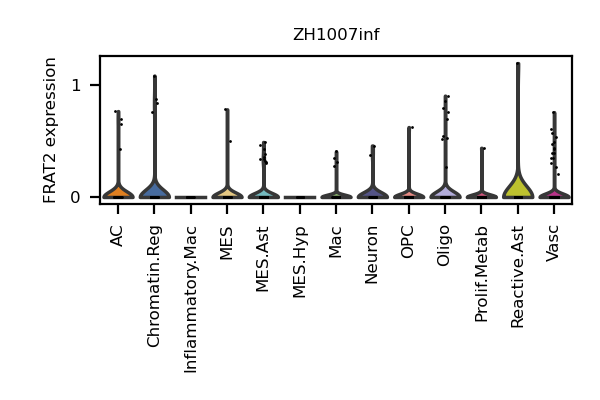 ZH1007inf
FRAT2 expression
1
0
AC
Chromatin.Reg
Inflammatory.Mac
MES
MES.Ast
MES.Hyp
Mac
Neuron
OPC
Oligo
Prolif.Metab
Reactive.Ast
Vasc